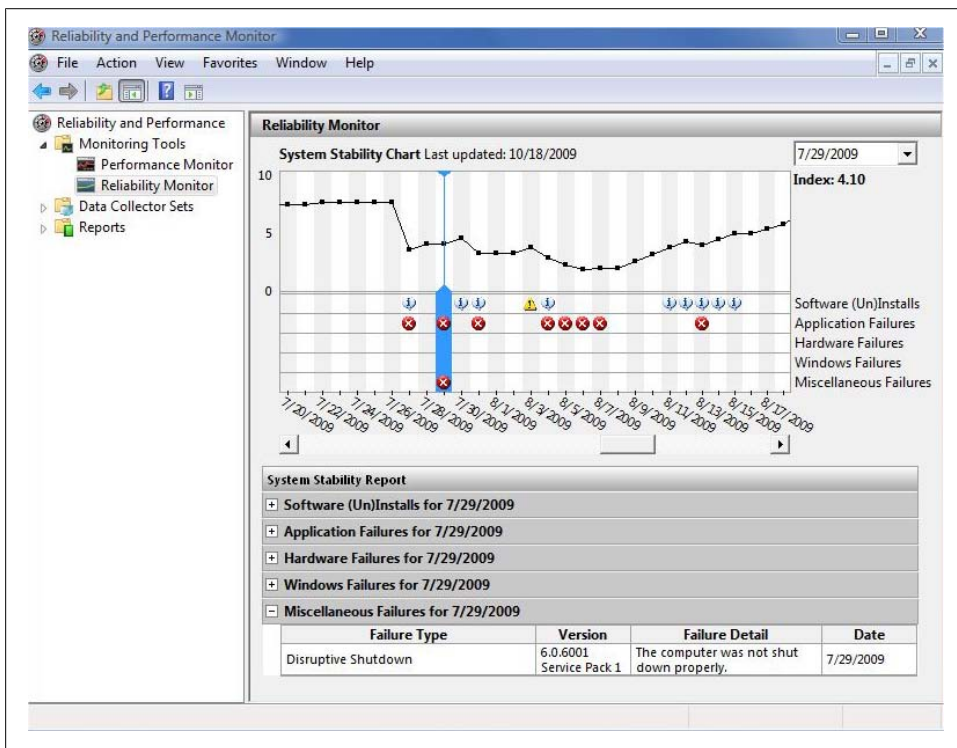 Reliability and Performance Monitor
File Action View Favorites Window Help
Reliability and Performance
Monitoring Tools
Performance Monitor
Reliability Monitor
Data Collector Sets
Reports
Reliability Monitor
System Stability Chart Last updated: 10/18/2009
7/29/2009
Index: 4.10
10
5
0
Software (Un)Installs
Application Failures
Hardware Failures
Windows Failures
Miscellaneous Failures
7/20/2009
7/22/2009
7/24/2009
7/26/2009
7/28/2009
7/30/2009
8/1/2009
8/3/2009
8/5/2009
8/7/2009
8/9/2009
8/11/2009
8/13/2009
8/15/2009
8/17/2009
System Stability Report
Software (Un)Installs for 7/29/2009
Application Failures for 7/29/2009
Hardware Failures for 7/29/2009
Windows Failures for 7/29/2009
Miscellaneous Failures for 7/29/2009
Failure Type Version Failure Detail Date
Disruptive Shutdown 6.0.6001 Service Pack 1 The computer was not shut down properly. 7/29/2009